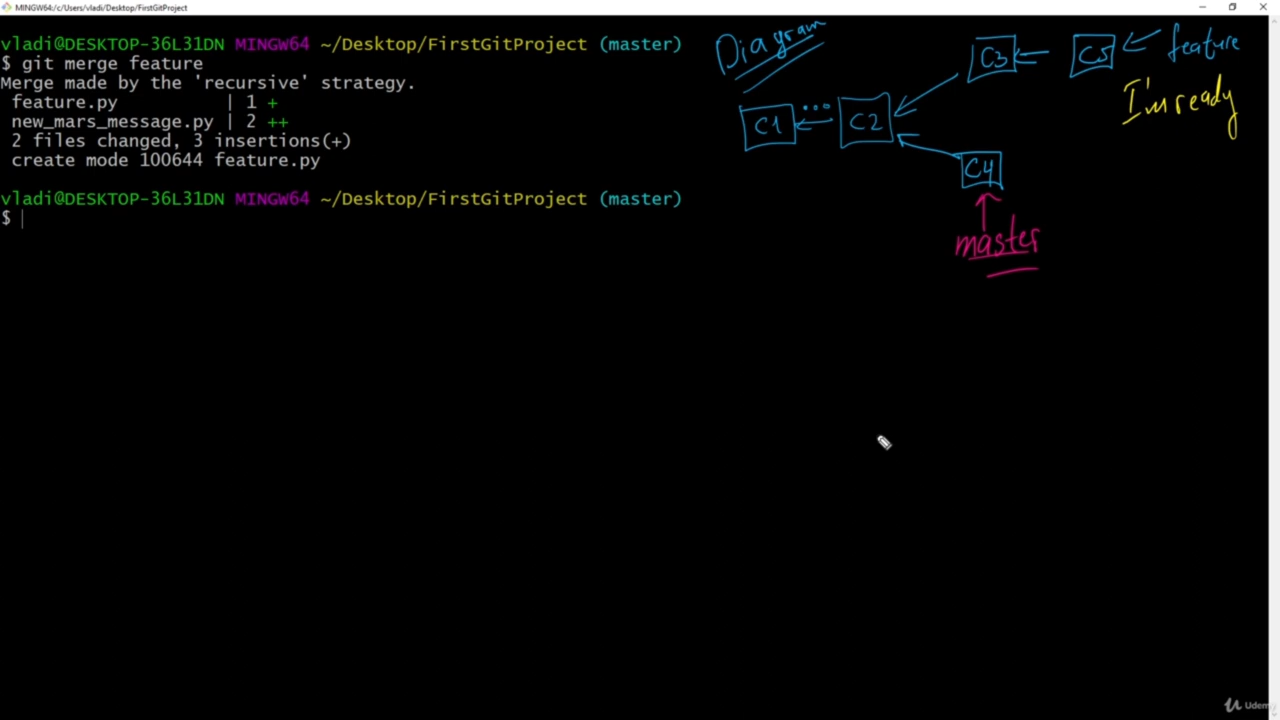 MINGW64:/c/Users/vladi/Desktop/FirstGitProject
vladi@DESKTOP-36L31DN MINGW64 ~/Desktop/FirstGitProject (master)
$ git merge feature
Merge made by the 'recursive' strategy.
feature.py | 1 +
new_mars_message.py | 2 ++
2 files changed, 3 insertions(+)
create mode 100644 feature.py
vladi@DESKTOP-36L31DN MINGW64 ~/Desktop/FirstGitProject (master)
$
Diagram
C3 C5 feature
I'm ready
C1 ... C2
C4
master
Udemy